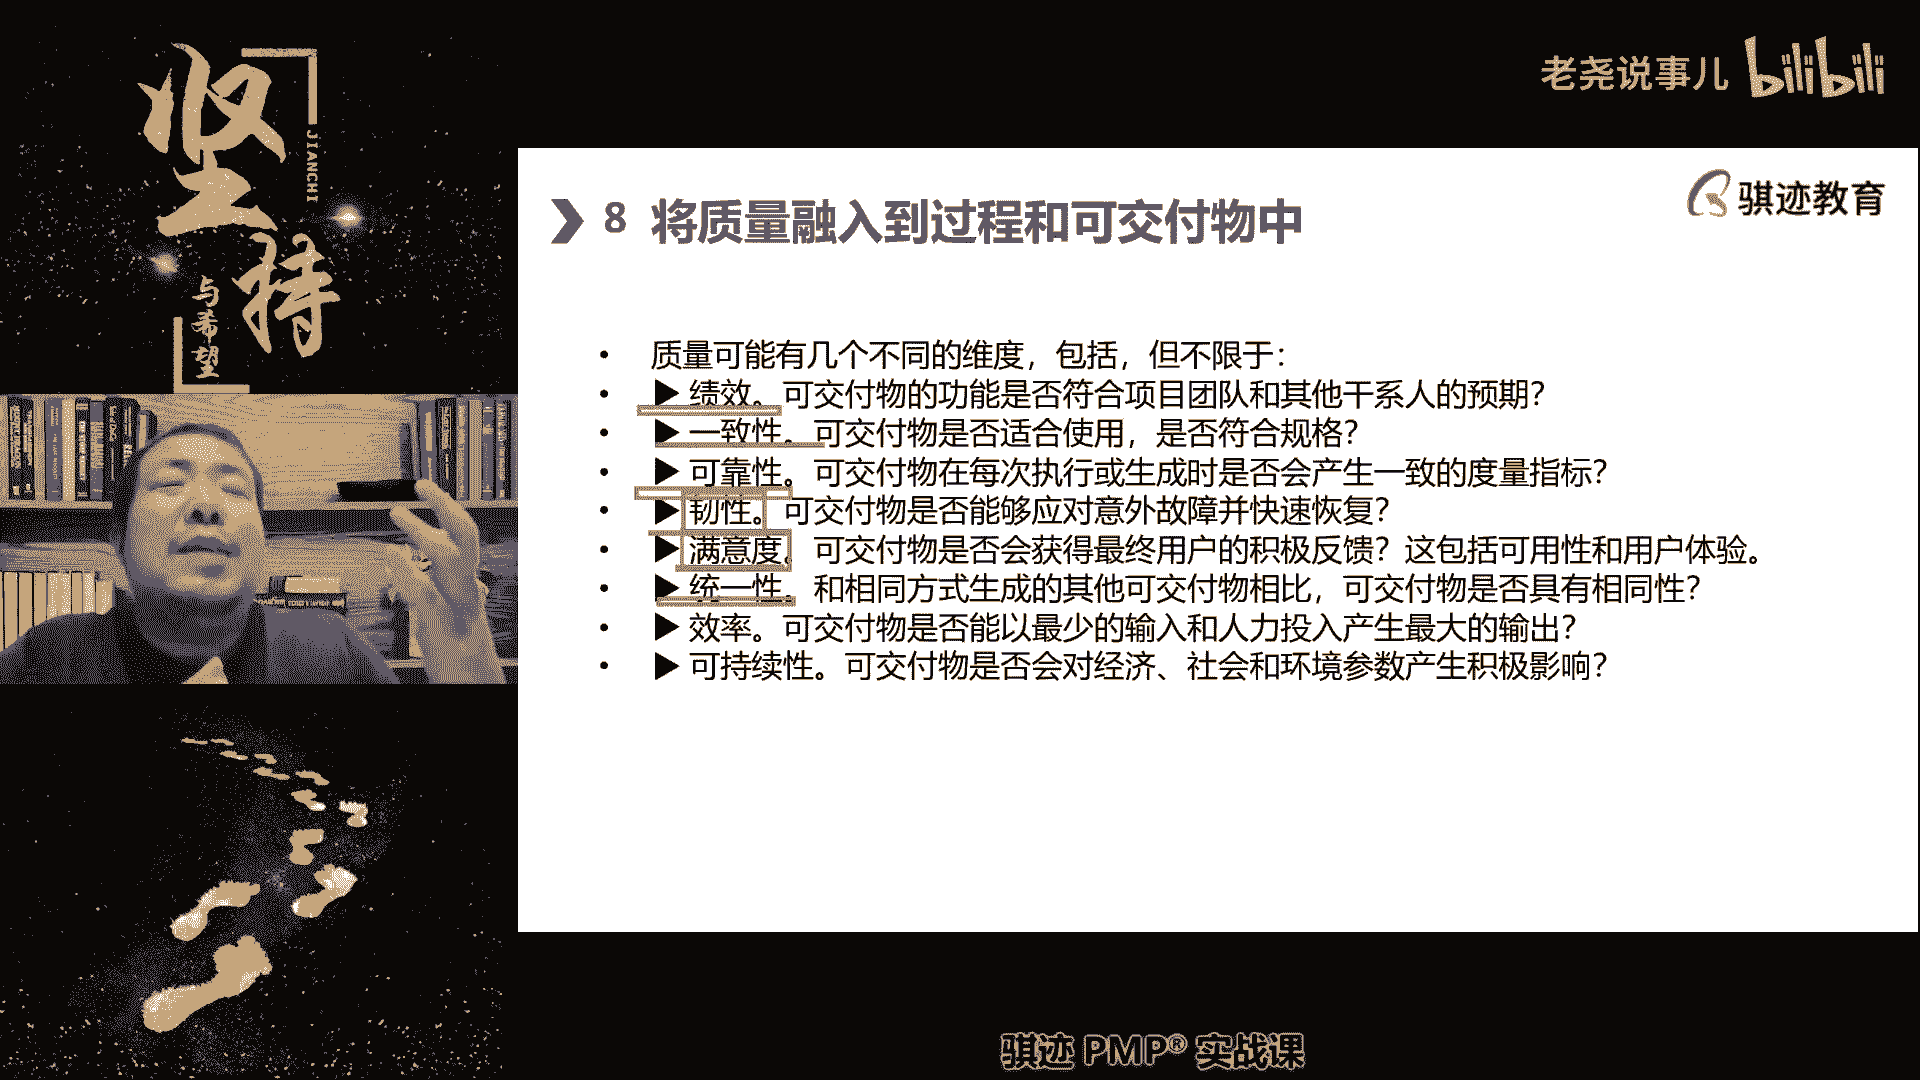 坚持
JIANCHI
与希望
老尧说事儿 bilibili
骐迹教育
8 将质量融入到过程和可交付物中
• 质量可能有几个不同的维度，包括，但不限于：
• ▶ 绩效。可交付物的功能是否符合项目团队和其他干系人的预期？
• ▶ 一致性。可交付物是否适合使用，是否符合规格？
• ▶ 可靠性。可交付物在每次执行或生成时是否会产生一致的度量指标？
• ▶ 韧性。可交付物是否能够应对意外故障并快速恢复？
• ▶ 满意度。可交付物是否会获得最终用户的积极反馈？这包括可用性和用户体验。
• ▶ 统一性。和相同方式生成的其他可交付物相比，可交付物是否具有相同性？
• ▶ 效率。可交付物是否能以最少的输入和人力投入产生最大的输出？
• ▶ 可持续性。可交付物是否会对经济、社会和环境参数产生积极影响？
骐迹 PMP® 实战课